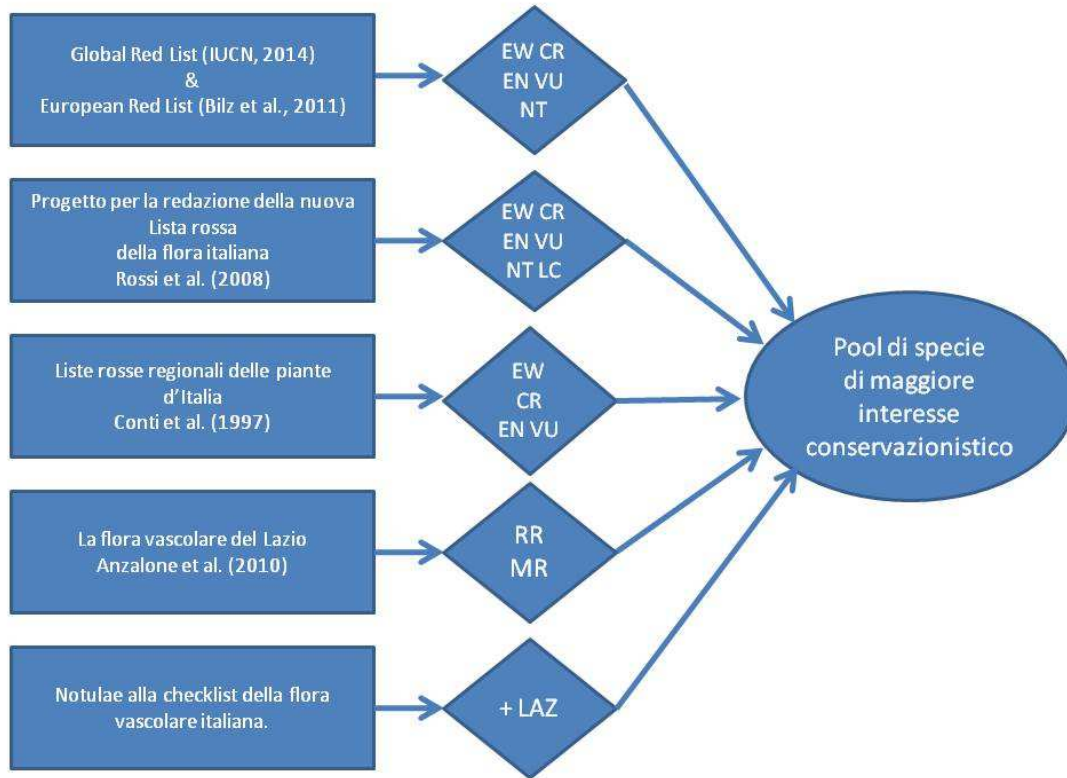 Global Red List (IUCN, 2014)
&
European Red List (Bilz et al., 2011)
EW CR
EN VU
NT
Progetto per la redazione della nuova
Lista rossa
della flora italiana
Rossi et al. (2008)
EW CR
EN VU
NT LC
Liste rosse regionali delle piante
d’Italia
Conti et al. (1997)
EW
CR
EN VU
La flora vascolare del Lazio
Anzalone et al. (2010)
RR
MR
Notulae alla checklist della flora
vascolare italiana.
+ LAZ
Pool di specie
di maggiore
interesse
conservazionistico